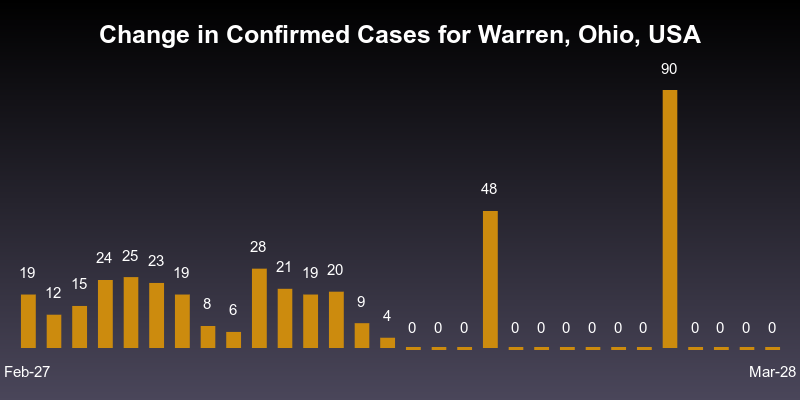 Change in Confirmed Cases for Warren, Ohio, USA
90
48
28
24 25 23
19 15 19 21 19 20
12 8 6 9 4
0 0 0 0 0 0 0 0 0 0 0 0 0
Feb-27 Mar-28